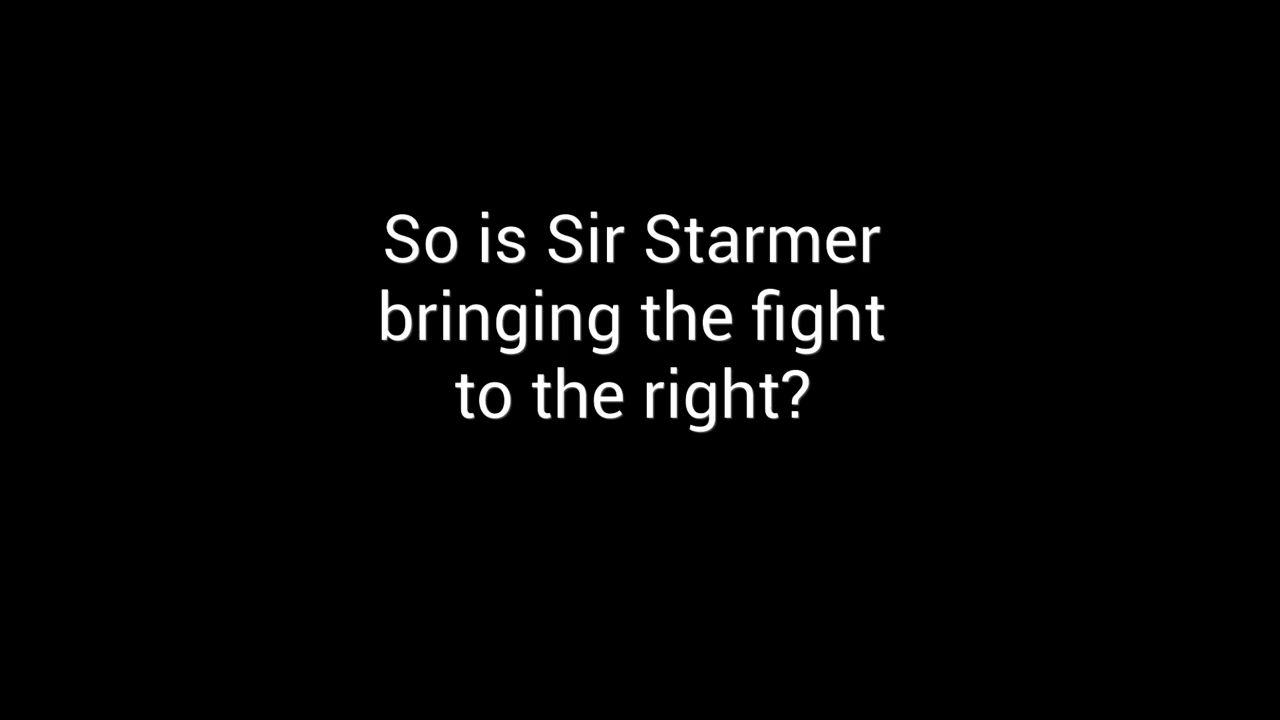 So is Sir Starmer
bringing the fight
to the right?